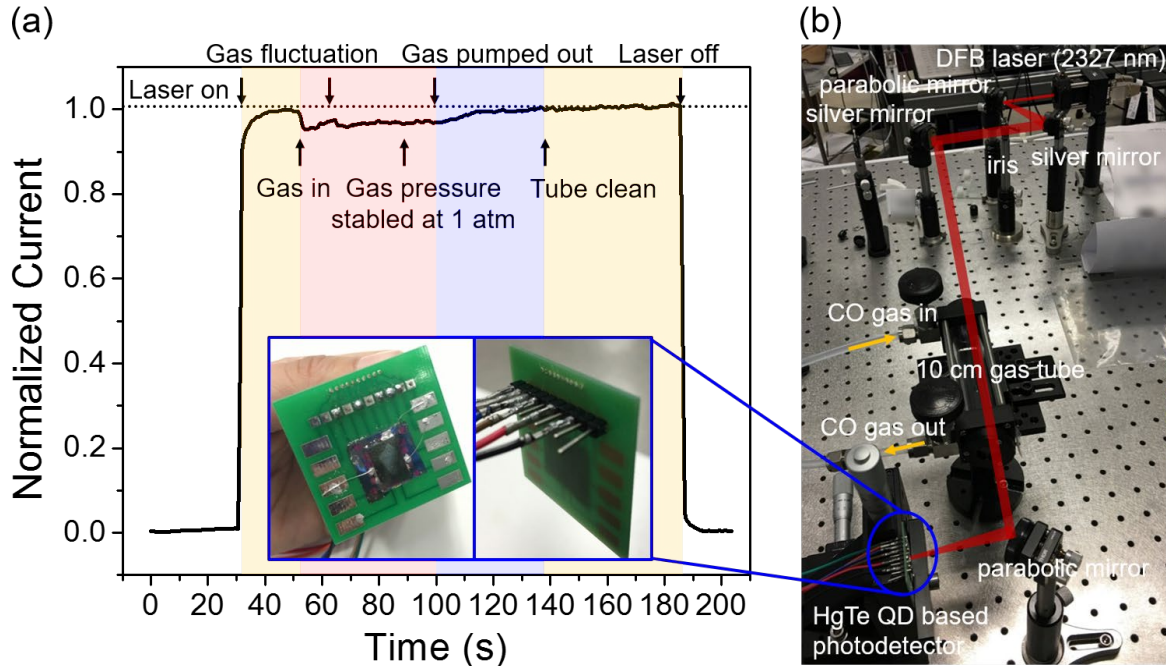 (a)
Gas fluctuation
Gas pumped out
Laser off
Laser on
1.0
0.8
0.6
0.4
0.2
0.0
Gas in
Gas pressure
stabled at 1 atm
Tube clean
Normalized Current
0 20 40 60 80 100 120 140 160 180 200
Time (s)
(b)
DFB laser (2327 nm)
parabolic mirror
silver mirror
iris
silver mirror
CO gas in
10 cm gas tube
CO gas out
parabolic mirror
HgTe QD based
photodetector